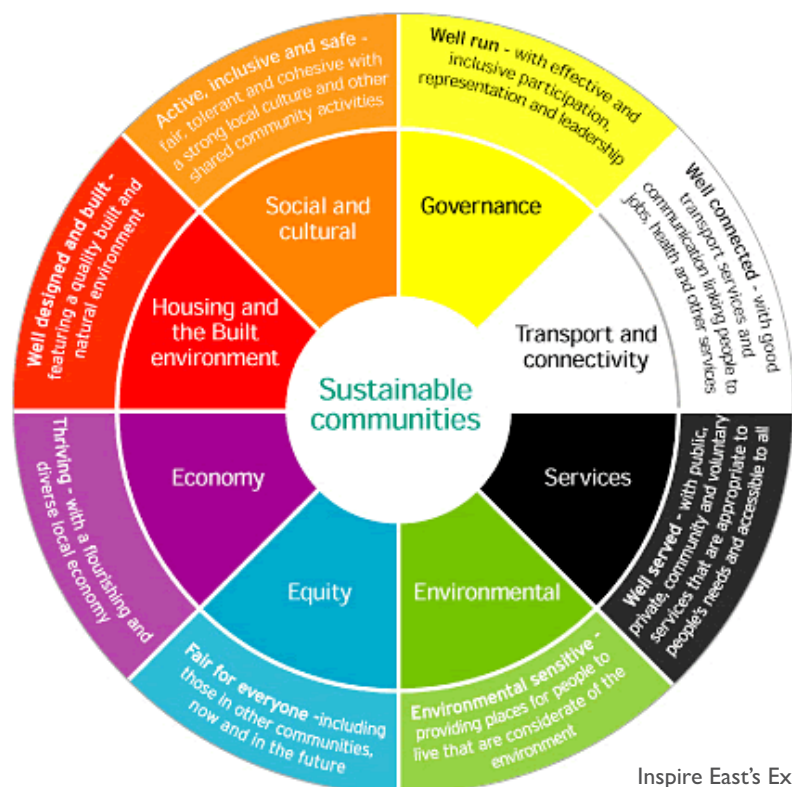 Sustainable
communities
Governance
Well run - with effective and
inclusive participation,
representation and leadership
Transport and
connectivity
Well connected - with good
transport services and
communication linking people to
jobs, health and other services
Services
Well served - with public,
private, community and voluntary
services that are appropriate to
people's needs and accessible to all
Environmental
Environmental sensitive -
providing places for people to
live that are considerate of the
environment
Equity
Fair for everyone -including
those in other communities,
now and in the future
Economy
Thriving - with a flourishing and
diverse local economy
Housing and
the Built
environment
Well designed and built -
featuring a quality built and
natural environment
Social and
cultural
Active, inclusive and safe -
fair, tolerant and cohesive with
a strong local culture and other
shared community activities
Inspire East's Ex